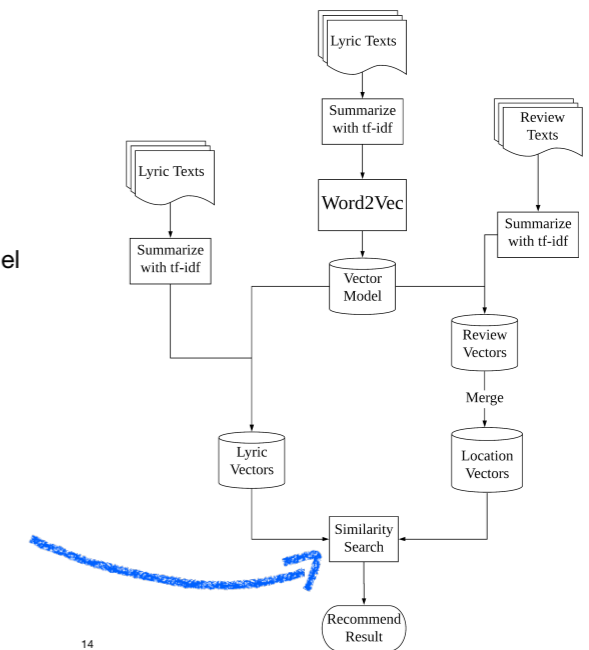 Lyric Texts
Summarize
with tf-idf
Review
Texts
Lyric Texts
Word2Vec
Summarize
with tf-idf
Summarize
with tf-idf
el
Vector
Model
Review
Vectors
Merge
Lyric
Vectors
Location
Vectors
Similarity
Search
Recommend
Result
14